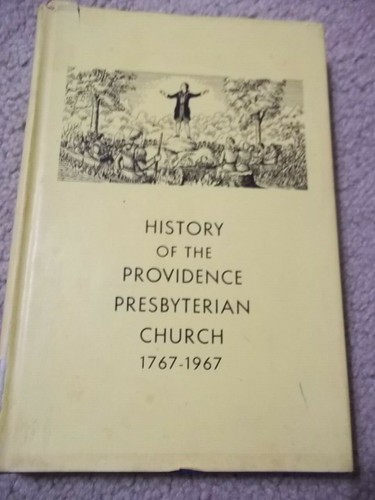 HISTORY
OF THE
PROVIDENCE
PRESBYTERIAN
CHURCH
1767-1967